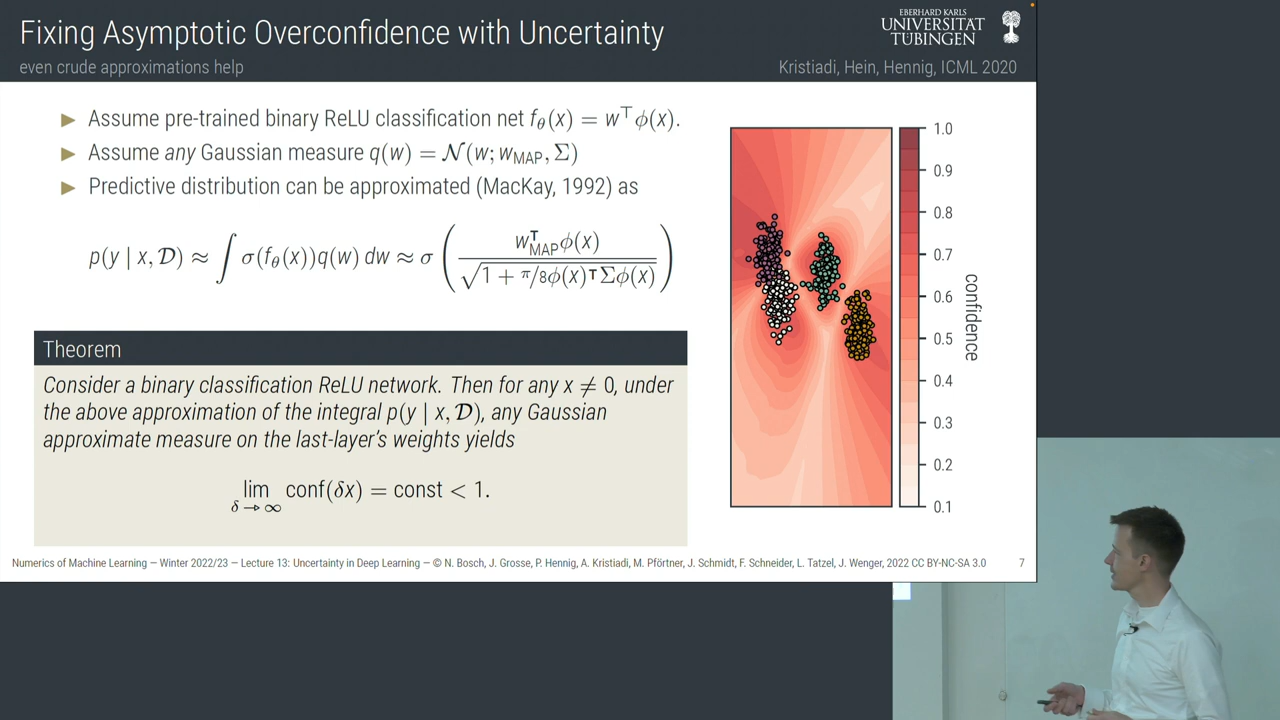 Fixing Asymptotic Overconfidence with Uncertainty
even crude approximations help
EBERHARD KARLS
UNIVERSITÄT
TÜBINGEN
Kristiadi, Hein, Hennig, ICML 2020
▶ Assume pre-trained binary ReLU classification net f_θ(x) = w^⊤ϕ(x).
▶ Assume any Gaussian measure q(w) = 𝒩(w; w_MAP, Σ)
▶ Predictive distribution can be approximated (MacKay, 1992) as
p(y | x, 𝒟) ≈ ∫ σ(f_θ(x))q(w) dw ≈ σ ( w_MAP^⊤ϕ(x) / √(1 + π/8ϕ(x)^⊤Σϕ(x)) )
Theorem
Consider a binary classification ReLU network. Then for any x ≠ 0, under
the above approximation of the integral p(y | x, 𝒟), any Gaussian
approximate measure on the last-layer's weights yields
lim_{δ→∞} conf(δx) = const < 1.
1.0
0.9
0.8
0.7
0.6
0.5
0.4
0.3
0.2
0.1
confidence
Numerics of Machine Learning — Winter 2022/23 — Lecture 13: Uncertainty in Deep Learning — © N. Bosch, J. Grosse, P. Hennig, A. Kristiadi, M. Pförtner, J. Schmidt, F. Schneider, L. Tatzel, J. Wenger, 2022 CC BY-NC-SA 3.0
7